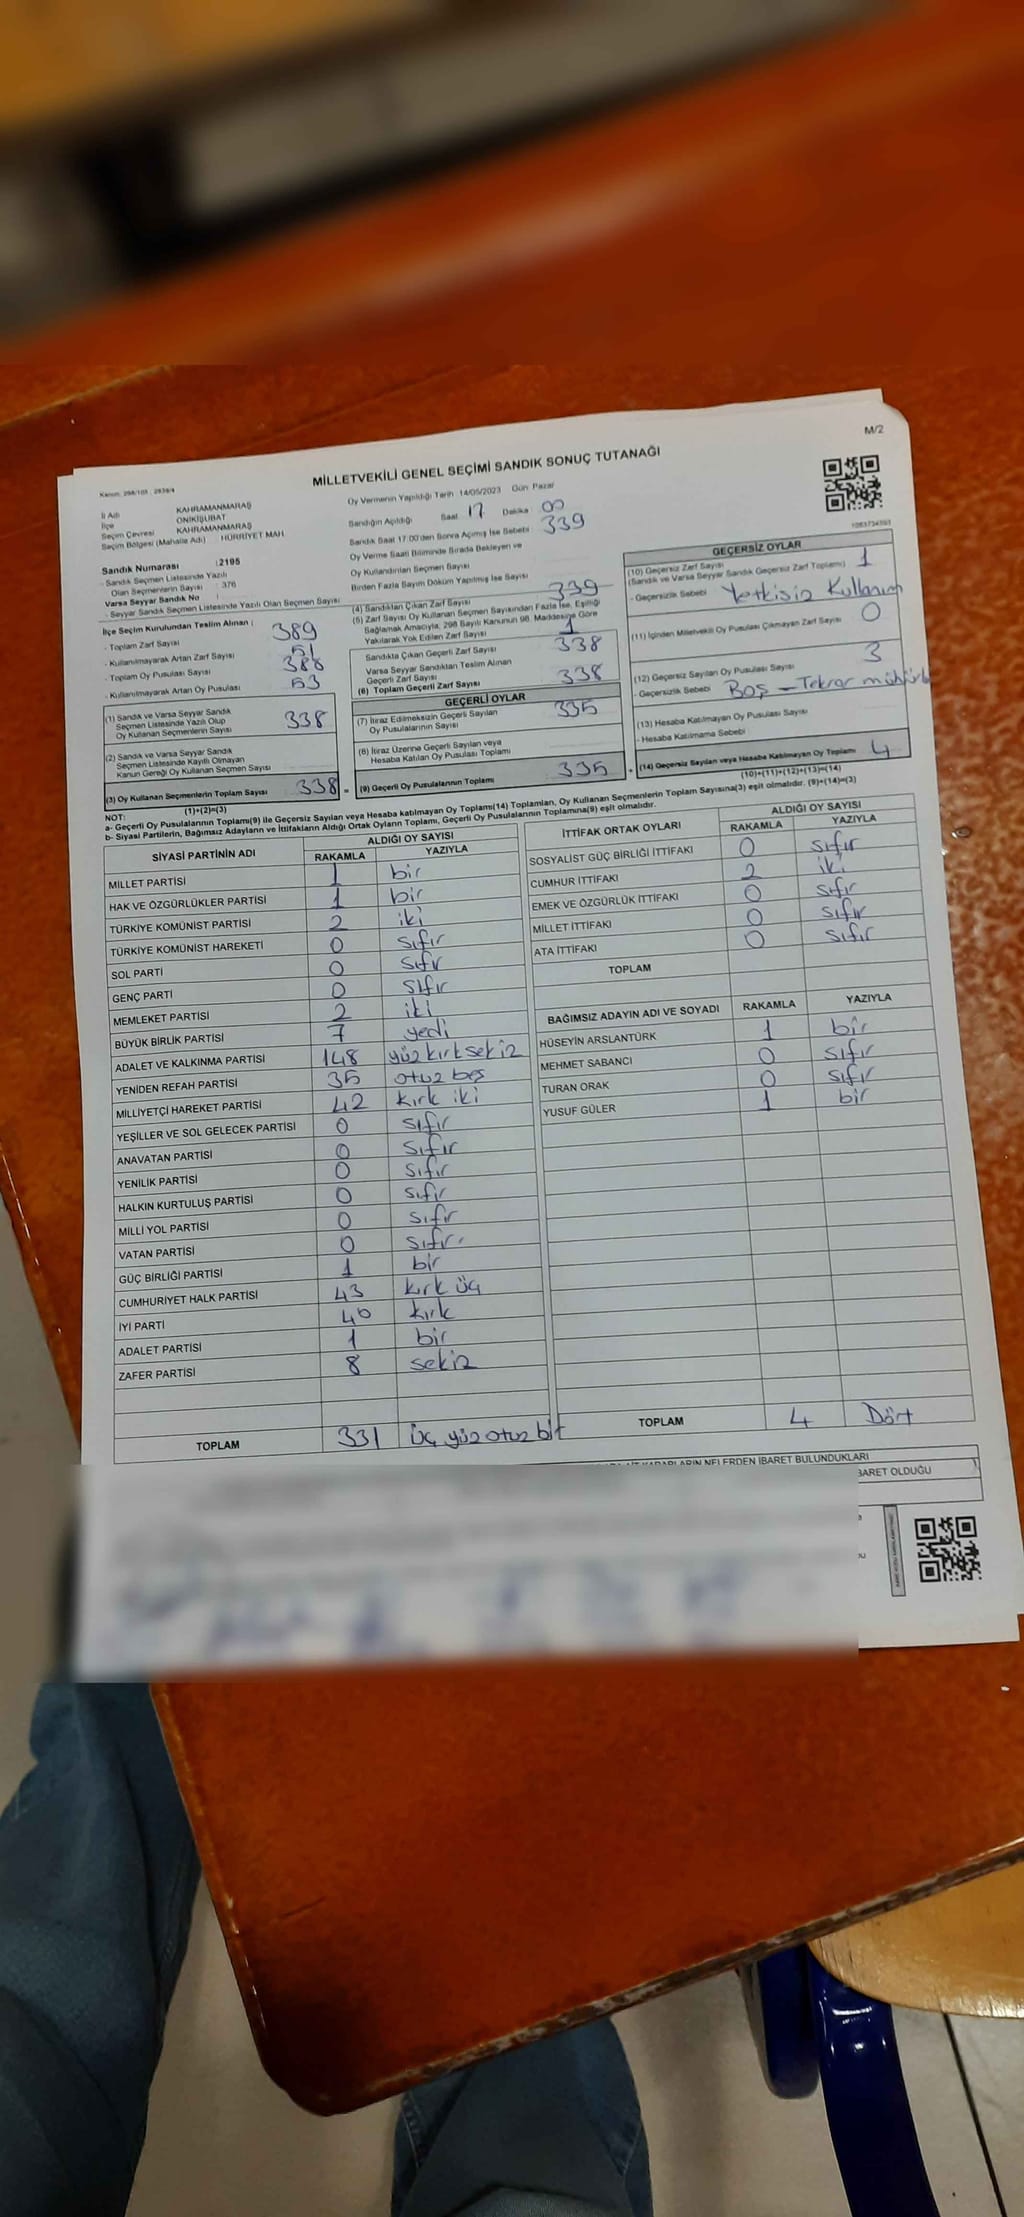 M/2
MİLLETVEKİLİ GENEL SEÇİMİ SANDIK SONUÇ TUTANAĞI
Kanun: 298/105 ; 2839/4
İl Adı KAHRAMANMARAŞ
İlçe ONİKİŞUBAT
Seçim Çevresi KAHRAMANMARAŞ
Seçim Bölgesi (Mahalle Adı) : HÜRRİYET MAH.
Oy Vermenin Yapıldığı Tarih :14/05/2023 Gün: Pazar
Sandığın Açıldığı Saat 17 Dakika : 00
Sandık Saat 17:00'den Sonra Açılmış İse Sebebi : 339
Oy Verme Saati Bitiminde Sırada Bekleyen ve
Oy Kullandırılan Seçmen Sayısı
Birden Fazla Sayım Döküm Yapılmış İse Sayısı
Sandık Numarası :2195
- Sandık Seçmen Listesinde Yazılı
Olan Seçmenlerin Sayısı : 376
Varsa Seyyar Sandık No
- Seyyar Sandık Seçmen Listesinde Yazılı Olan Seçmen Sayısı
İlçe Seçim Kurulundan Teslim Alınan ;
- Toplam Zarf Sayısı 389
- Kullanılmayarak Artan Zarf Sayısı 51
- Toplam Oy Pusulası Sayısı 388
- Kullanılmayarak Artan Oy Pusulası 53
(1) Sandık ve Varsa Seyyar Sandık
Seçmen Listesinde Yazılı Olup
Oy Kullanan Seçmenlerin Sayısı 338
(2) Sandık ve Varsa Seyyar Sandık
Seçmen Listesinde Kayıtlı Olmayan
Kanun Gereği Oy Kullanan Seçmen Sayısı
(3) Oy Kullanan Seçmenlerin Toplam Sayısı 338
(1)+(2)=(3)
(4) Sandıktan Çıkan Zarf Sayısı 339
(5) Zarf Sayısı Oy Kullanan Seçmen Sayısından Fazla İse, Eşitliği
Sağlamak Amacıyla, 298 Sayılı Kanunun 98. Maddesine Göre
Yakılarak Yok Edilen Zarf Sayısı 1
Sandıkta Çıkan Geçerli Zarf Sayısı 338
Varsa Seyyar Sandıktan Teslim Alınan
Geçerli Zarf Sayısı
(6) Toplam Geçerli Zarf Sayısı 338
GEÇERLİ OYLAR
(7) İtiraz Edilmeksizin Geçerli Sayılan
Oy Pusulalarının Sayısı 335
(8) İtiraz Üzerine Geçerli Sayılan veya
Hesaba Katılan Oy Pusulası Toplamı
(9) Geçerli Oy Pusulalarının Toplamı 335
GEÇERSİZ OYLAR
(10) Geçersiz Zarf Sayısı
(Sandık ve Varsa Seyyar Sandık Geçersiz Zarf Toplamı) 1
- Geçersizlik Sebebi : Yetkisiz Kullanım
(11) İçinden Milletvekili Oy Pusulası Çıkmayan Zarf Sayısı 0
(12) Geçersiz Sayılan Oy Pusulası Sayısı 3
- Geçersizlik Sebebi Boş - Tekrar
(13) Hesaba Katılmayan Oy Pusulası Sayısı
- Hesaba Katılmama Sebebi
(14) Geçersiz Sayılan veya Hesaba Katılmayan Oy Toplamı 4
(10)+(11)+(12)+(13)=(14)
NOT:
a- Geçerli Oy Pusulalarının Toplamı(9) ile Geçersiz Sayılan veya Hesaba katılmayan Oy Toplamı(14) Toplamları, Oy Kullanan Seçmenlerin Toplam Sayısına(3) eşit olmalıdır. (9)+(14)=(3)
b- Siyasi Partilerin, Bağımsız Adayların ve İttifakların Aldığı Ortak Oyların Toplamı, Geçerli Oy Pusulalarının Toplamına(9) eşit olmalıdır.
SİYASİ PARTİNİN ADI ALDIĞI OY SAYISI
RAKAMLA YAZIYLA
MİLLET PARTİSİ 1 bir
HAK VE ÖZGÜRLÜKLER PARTİSİ 1 bir
TÜRKİYE KOMÜNİST PARTİSİ 2 iki
TÜRKİYE KOMÜNİST HAREKETİ 0 sıfır
SOL PARTİ 0 sıfır
GENÇ PARTİ 0 sıfır
MEMLEKET PARTİSİ 2 iki
BÜYÜK BİRLİK PARTİSİ 7 yedi
ADALET VE KALKINMA PARTİSİ 148 yüz kırk sekiz
YENİDEN REFAH PARTİSİ 35 otuz beş
MİLLİYETÇİ HAREKET PARTİSİ 42 kırk iki
YEŞİLLER VE SOL GELECEK PARTİSİ 0 sıfır
ANAVATAN PARTİSİ 0 sıfır
YENİLİK PARTİSİ 0 sıfır
HALKIN KURTULUŞ PARTİSİ 0 sıfır
MİLLİ YOL PARTİSİ 0 sıfır
VATAN PARTİSİ 0 sıfır
GÜÇ BİRLİĞİ PARTİSİ 1 bir
CUMHURİYET HALK PARTİSİ 43 kırk üç
İYİ PARTİ 40 kırk
ADALET PARTİSİ 1 bir
ZAFER PARTİSİ 8 sekiz
TOPLAM 331 üç yüz otuz bir
İTTİFAK ORTAK OYLARI ALDIĞI OY SAYISI
RAKAMLA YAZIYLA
SOSYALİST GÜÇ BİRLİĞİ İTTİFAKI 0 sıfır
CUMHUR İTTİFAKI 2 iki
EMEK VE ÖZGÜRLÜK İTTİFAKI 0 sıfır
MİLLET İTTİFAKI 0 sıfır
ATA İTTİFAKI 0 sıfır
TOPLAM
BAĞIMSIZ ADAYIN ADI VE SOYADI RAKAMLA YAZIYLA
HÜSEYİN ARSLANTÜRK 1 bir
MEHMET SABANCI 0 sıfır
TURAN ORAK 0 sıfır
YUSUF GÜLER 1 bir
TOPLAM 4 Dört
NELERDEN İBARET BULUNDUKLARI
BARET OLDUĞU